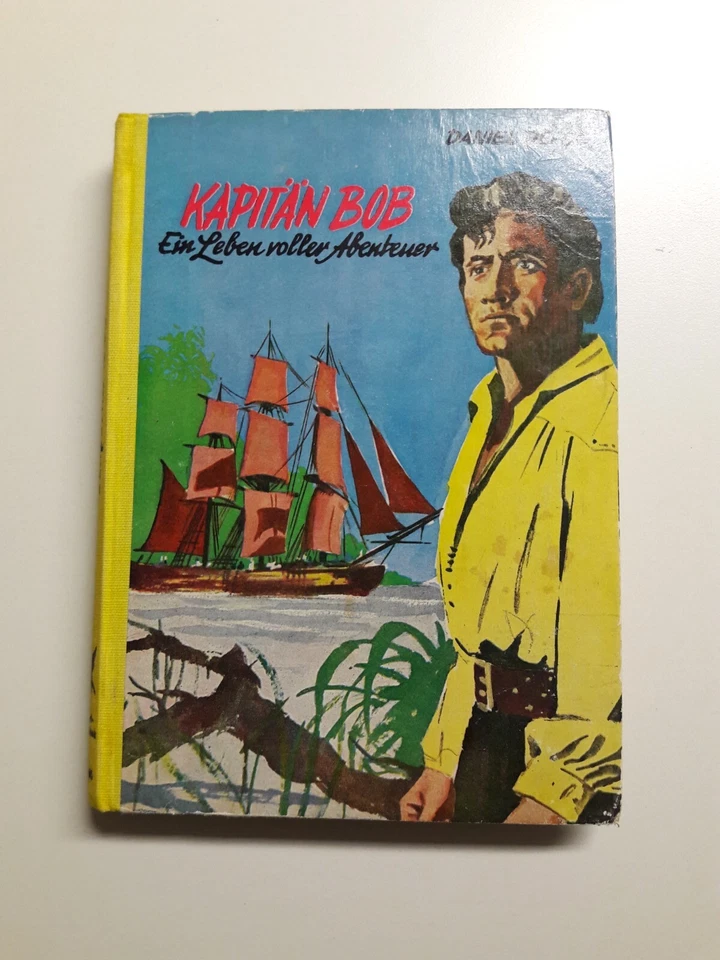 DANIEL
KAPITÄN BOB
Ein Leben voller Abenteuer